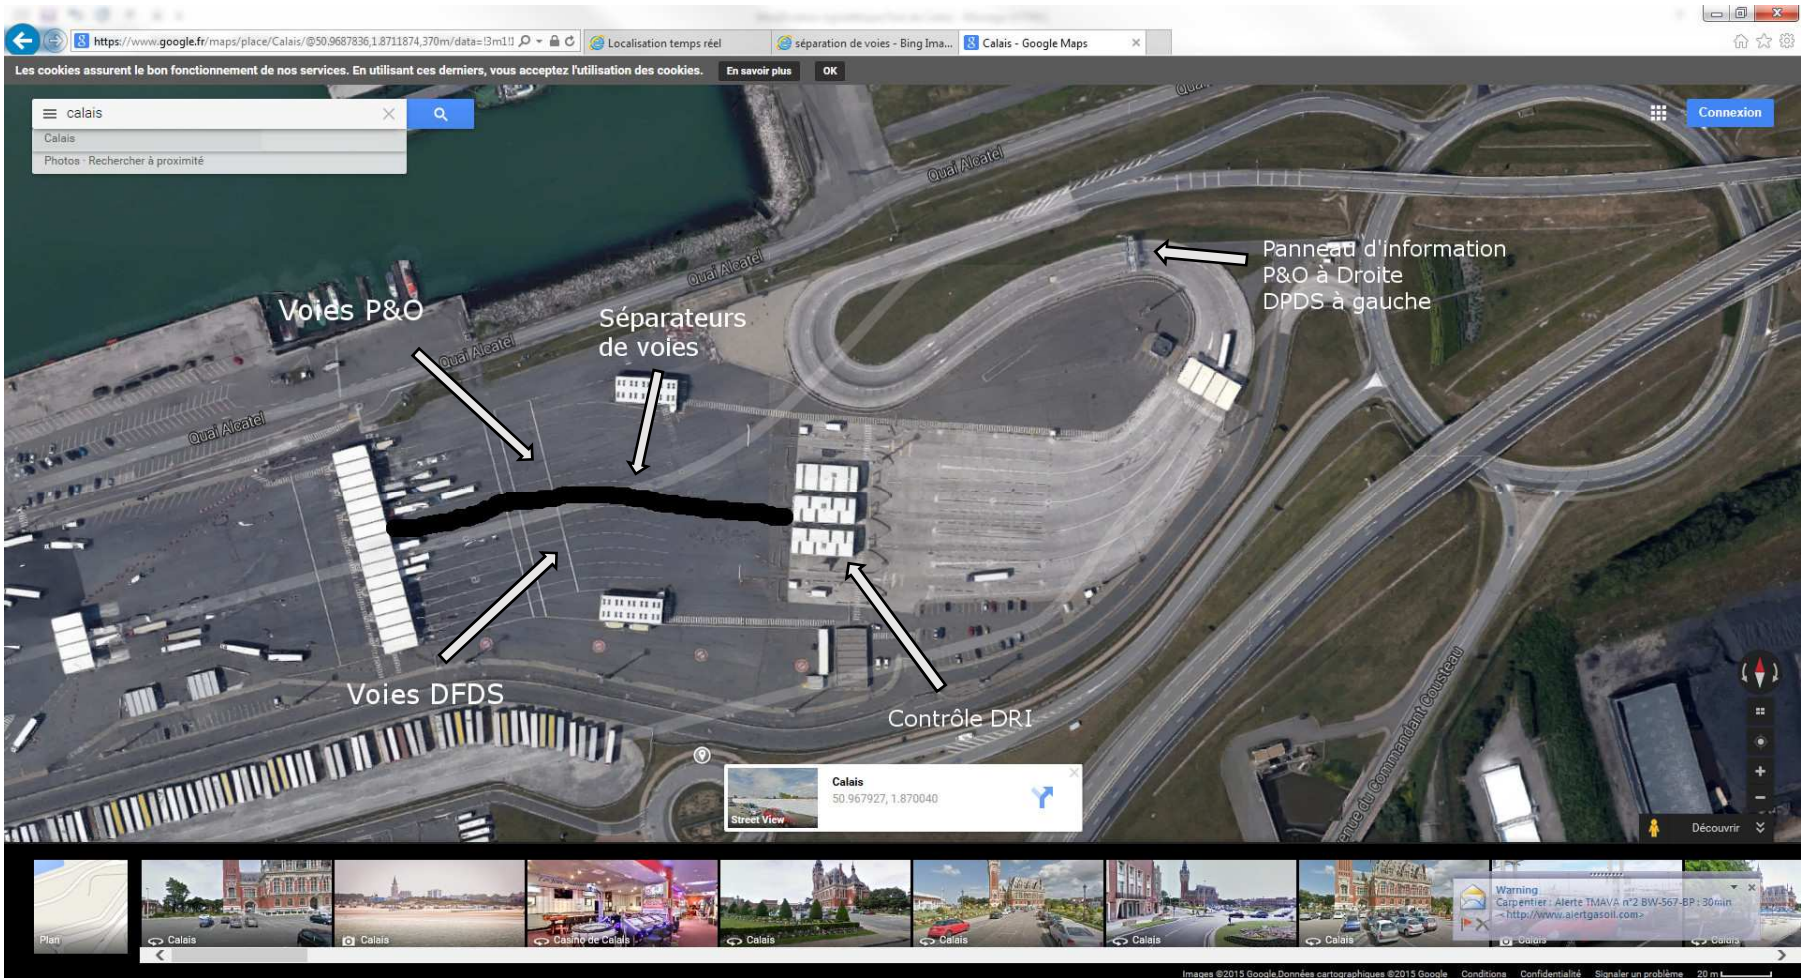 https://www.google.fr/maps/place/Calais/@50.9687836,1.8711874,370m/data=!3m1!1
Localisation temps réel
séparation de voies - Bing Ima...
Calais - Google Maps
Les cookies assurent le bon fonctionnement de nos services. En utilisant ces derniers, vous acceptez l'utilisation des cookies.
En savoir plus
OK
calais
Connexion
Calais
Photos · Rechercher à proximité
Quai
Quai Alcatel
Panneau d'information
P&O à Droite
DPDS à gauche
Quai Alcatel
Voies P&O
Séparateurs
de voies
Quai Alcatel
Quai Alcatel
Voies DFDS
Contrôle DRI
Avenue du Commandant Cousteau
Calais
50.967927, 1.870040
Street View
Découvrir
Plan
Calais
Calais
Casino de Calais
Calais
Calais
Calais
Calais
Calais
Calais
Warning
Carpentier : Alerte TMAVA n°2 BW-567-BP : 30min
<http://www.alertgasoil.com>
Images ©2015 Google,Données cartographiques ©2015 Google
Conditions
Confidentialité
Signaler un problème
20 m